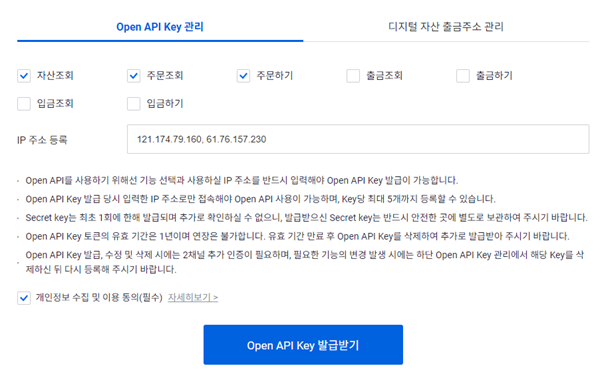 Open API Key 관리
디지털 자산 출금주소 관리
자산조회 주문조회 주문하기 출금조회 출금하기
입금조회 입금하기
IP 주소 등록 121.174.79.160, 61.76.157.230
· Open API를 사용하기 위해선 기능 선택과 사용하실 IP 주소를 반드시 입력해야 Open API Key 발급이 가능합니다.
· Open API Key 발급 당시 입력한 IP 주소로만 접속해야 Open API 사용이 가능하며, Key당 최대 5개까지 등록할 수 있습니다.
· Secret key는 최초 1회에 한해 발급되며 추가로 확인하실 수 없으니, 발급받으신 Secret key는 반드시 안전한 곳에 별도로 보관하여 주시기 바랍니다.
· Open API Key 토큰의 유효 기간은 1년이며 연장은 불가합니다. 유효 기간 만료 후 Open API Key를 삭제하여 추가로 발급받아 주시기 바랍니다.
· Open API Key 발급, 수정 및 삭제 시에는 2채널 추가 인증이 필요하며, 필요한 기능의 변경 발생 시에는 하단 Open API Key 관리에서 해당 Key를 삭
제하신 뒤 다시 등록해 주시기 바랍니다.
개인정보 수집 및 이용 동의(필수) 자세히보기 >
Open API Key 발급받기